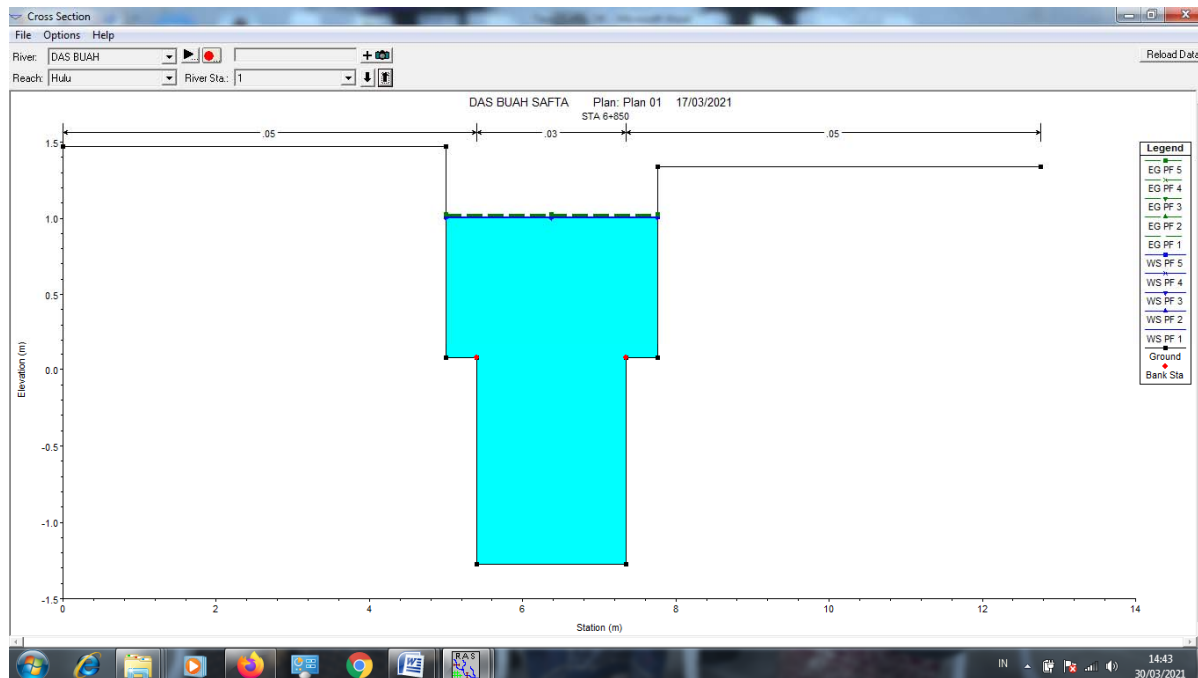 Cross Section
File Options Help
River: DAS BUAH
Reload Data
Reach: Hulu River Sta.: 1
DAS BUAH SAFTA Plan: Plan 01 17/03/2021
STA 6+850
.05 .03 .05
Legend
EG PF 5
EG PF 4
EG PF 3
EG PF 2
EG PF 1
WS PF 5
WS PF 4
WS PF 3
WS PF 2
WS PF 1
Ground
Bank Sta
1.5
1.0
0.5
0.0
-0.5
-1.0
-1.5
Elevation (m)
0 2 4 6 8 10 12 14
Station (m)
RAS
IN 14:43
30/03/2021